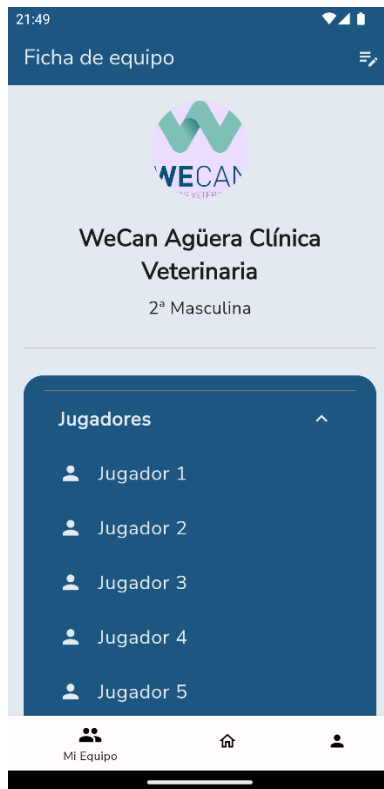 21:49
Ficha de equipo
WECAN
WeCan Agüera Clínica
Veterinaria
2ª Masculina
Jugadores
Jugador 1
Jugador 2
Jugador 3
Jugador 4
Jugador 5
Mi Equipo